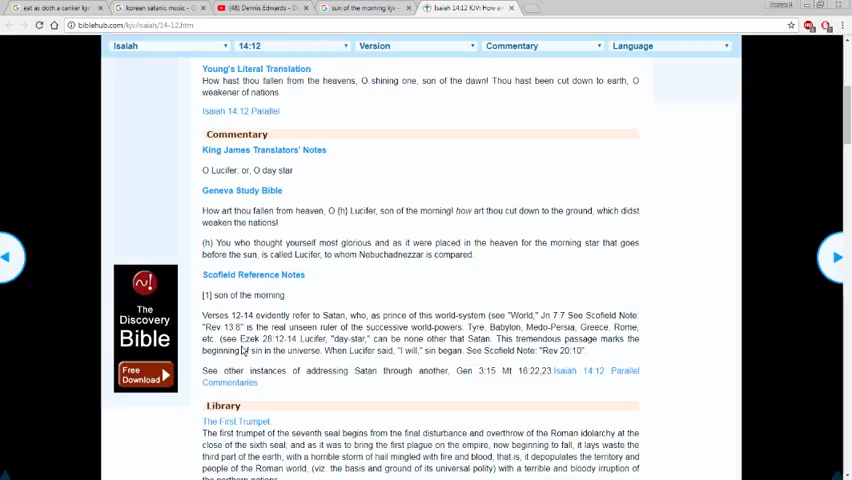 eat as doth a canker kjv
korean satanic music -
(48) Dennis Edwards -
sun of the morning kjv -
Isaiah 14:12 KJV: How ar
biblehub.com/kjv/isaiah/14-12.htm
Isaiah 14:12 Version Commentary Language
Young's Literal Translation
How hast thou fallen from the heavens, O shining one, son of the dawn! Thou hast been cut down to earth, O
weakener of nations.
Isaiah 14:12 Parallel
Commentary
King James Translators' Notes
O Lucifer: or, O day star
Geneva Study Bible
How art thou fallen from heaven, O {h} Lucifer, son of the morning! how art thou cut down to the ground, which didst
weaken the nations!
(h) You who thought yourself most glorious and as it were placed in the heaven for the morning star that goes
before the sun, is called Lucifer, to whom Nebuchadnezzar is compared.
Scofield Reference Notes
[1] son of the morning
Verses 12-14 evidently refer to Satan, who, as prince of this world-system (see "World," Jn 7:7 See Scofield Note:
"Rev 13:8" is the real unseen ruler of the successive world-powers. Tyre, Babylon, Medo-Persia, Greece, Rome,
etc. (see Ezek 28:12-14 Lucifer, "day-star," can be none other that Satan. This tremendous passage marks the
beginning of sin in the universe. When Lucifer said, "I will," sin began. See Scofield Note: "Rev 20:10".
See other instances of addressing Satan through another, Gen 3:15 Mt 16:22,23 Isaiah 14:12 Parallel
Commentaries
Library
The First Trumpet.
The first trumpet of the seventh seal begins from the final disturbance and overthrow of the Roman idolarchy at the
close of the sixth seal; and as it was to bring the first plague on the empire, now beginning to fall, it lays waste the
third part of the earth, with a horrible storm of hail mingled with fire and blood; that is, it depopulates the territory and
people of the Roman world, (viz. the basis and ground of its universal polity) with a terrible and bloody irruption of
the northern nations
The
Discovery
Bible
Free
Download